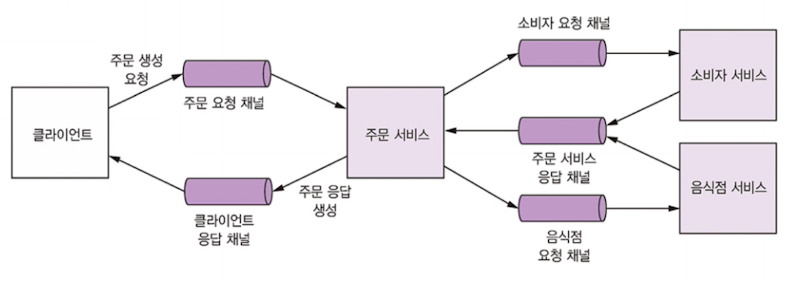 주문 생성
요청
주문 요청 채널
클라이언트
클라이언트
응답 채널
주문 응답
생성
주문 서비스
소비자 요청 채널
소비자 서비스
주문 서비스
응답 채널
음식점 서비스
음식점
요청 채널